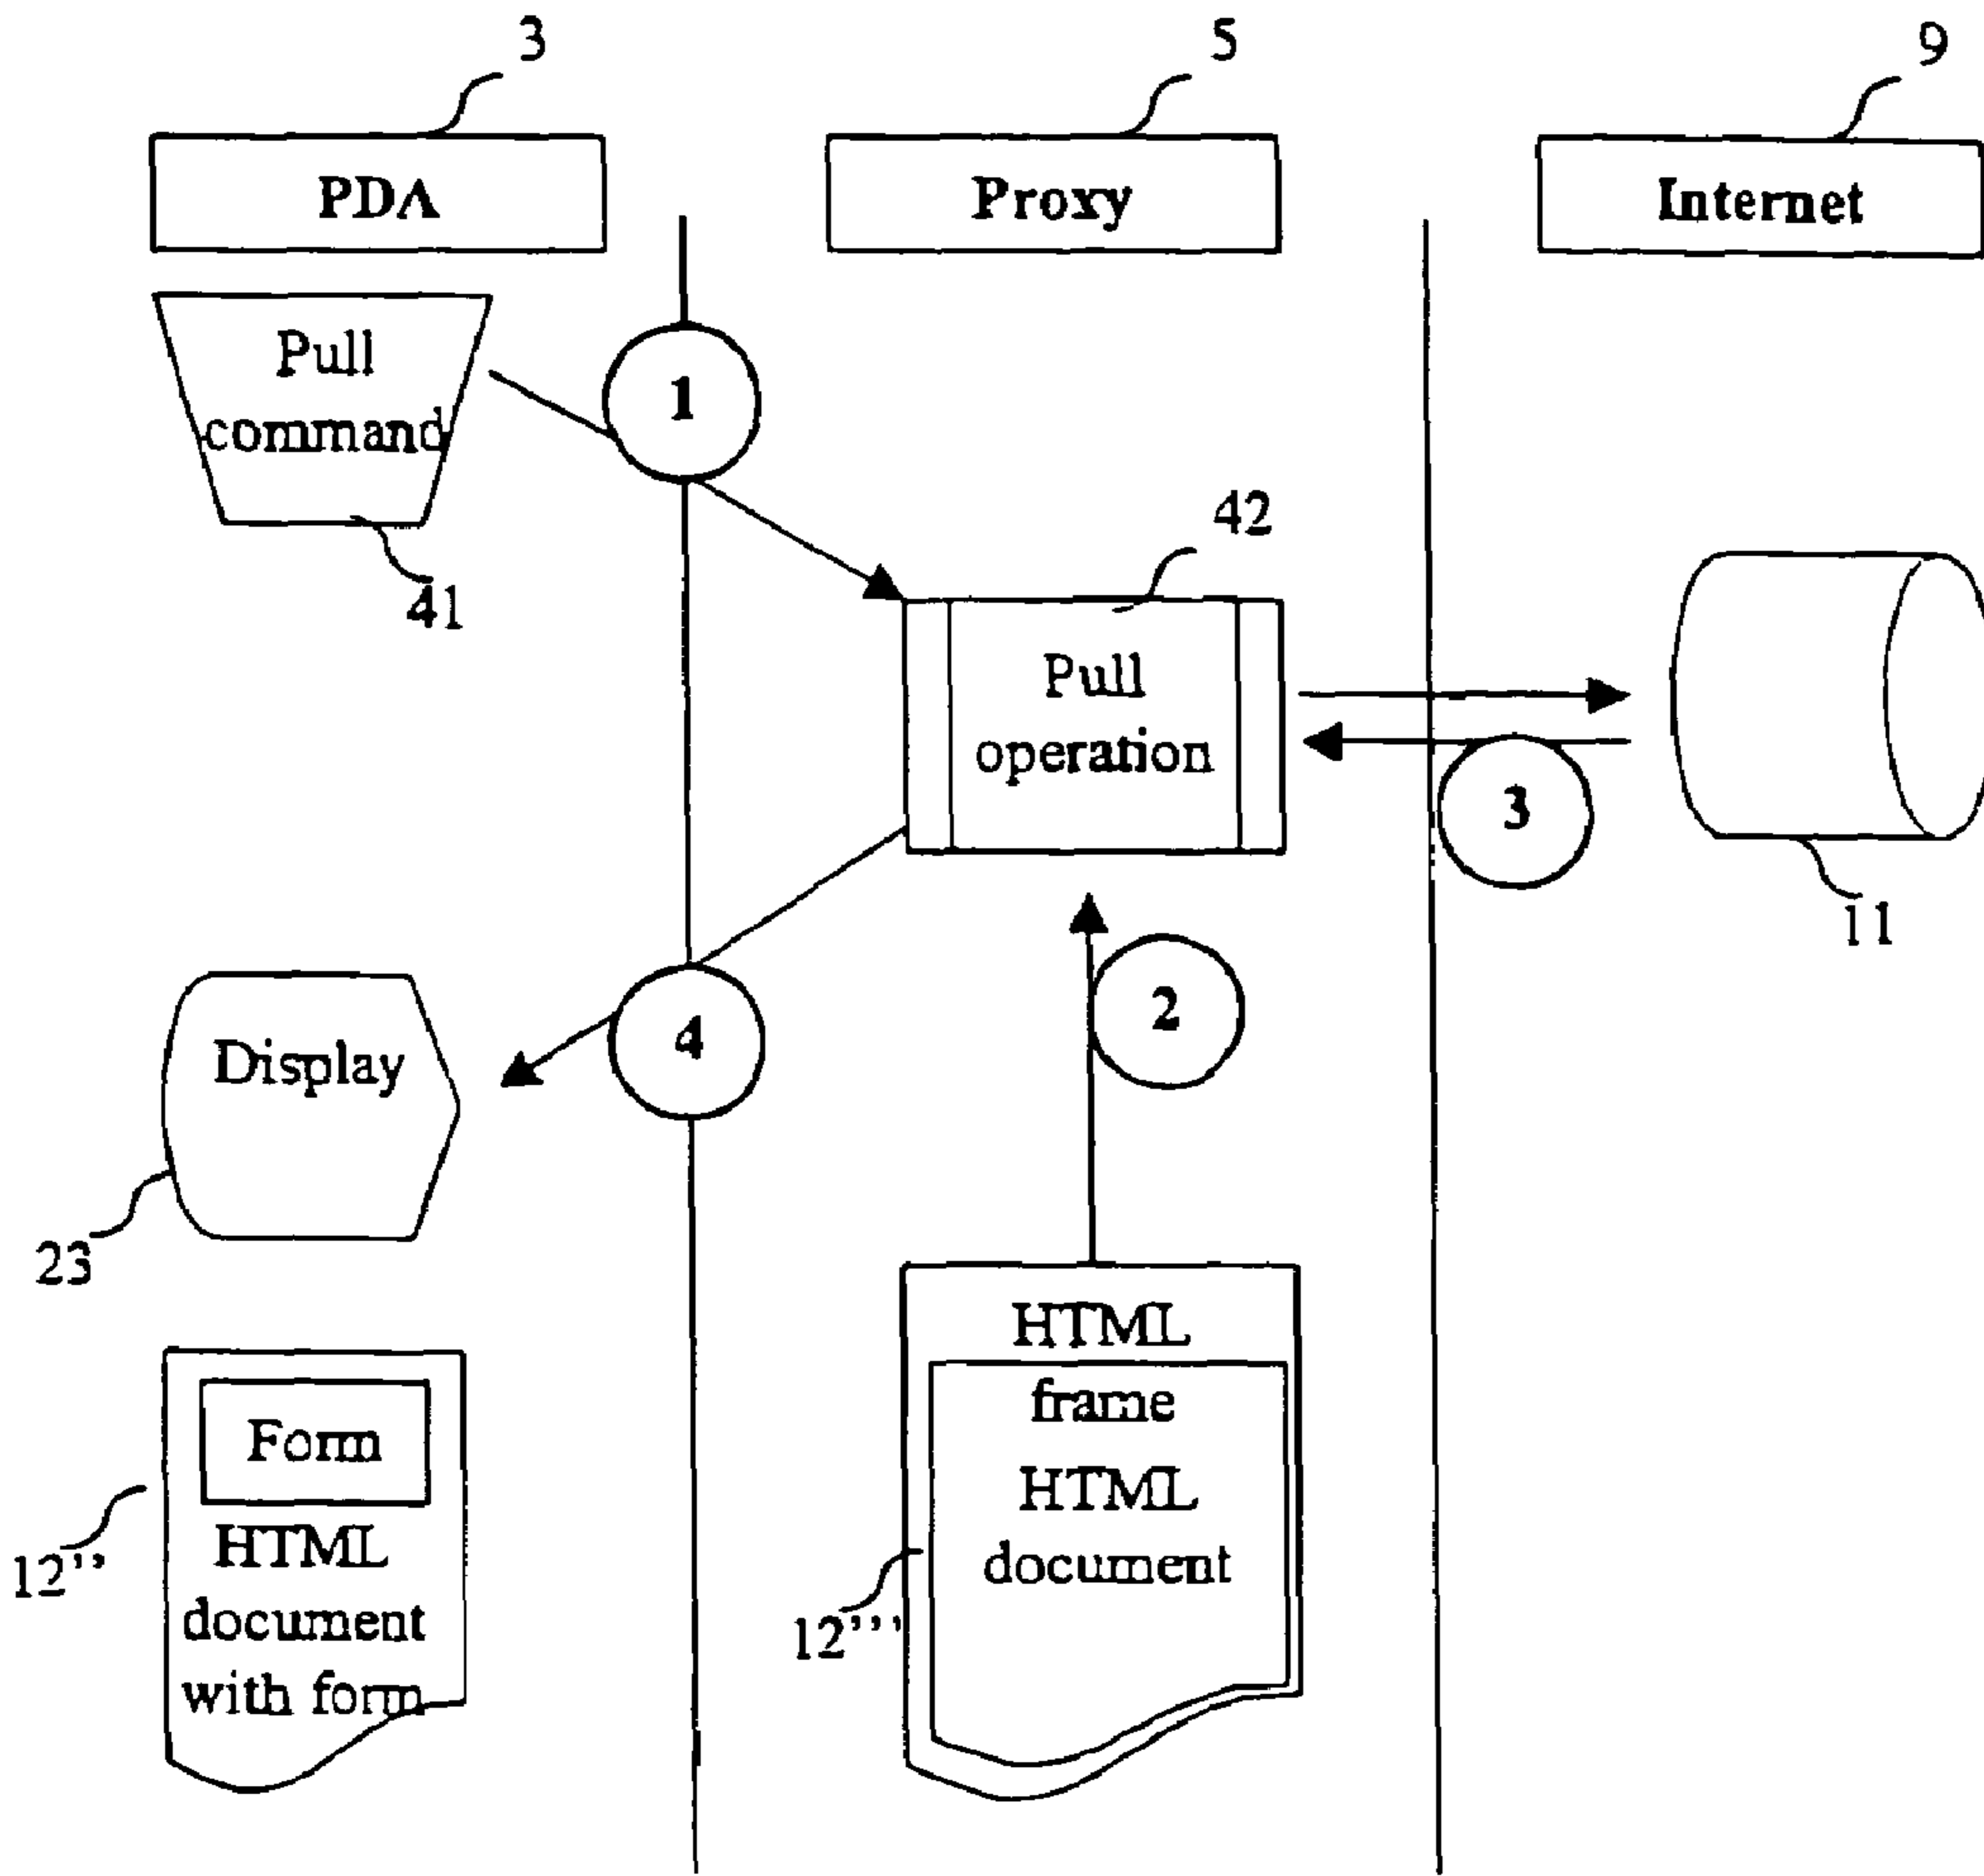 3
5
9
PDA
Proxy
Internet
Pull
command
1
41
42
Pull
operation
3
11
2
4
Display
23
HTML
frame
HTML
document
12''''
Form
HTML
document
with form
12''